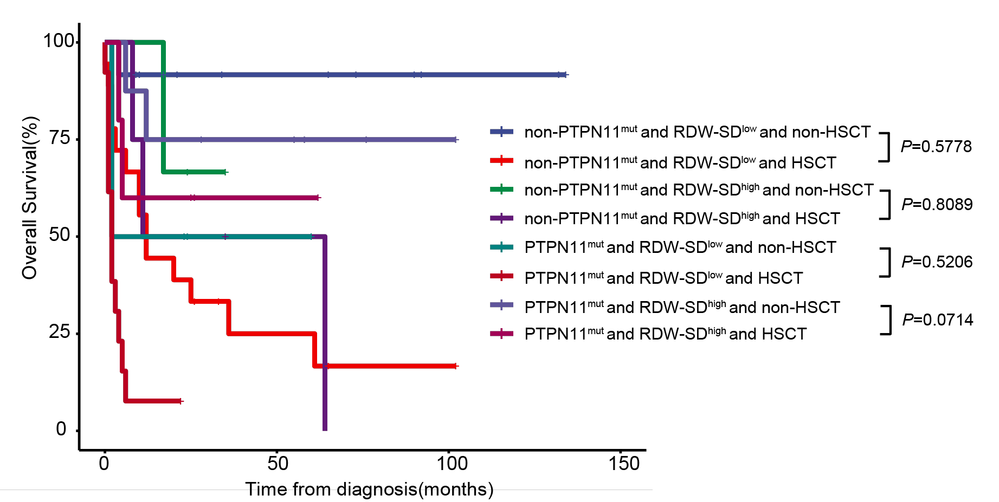 100
75
50
25
0
Overall Survival(%)
0 50 100 150
Time from diagnosis(months)
non-PTPN11mut and RDW-SDlow and non-HSCT
non-PTPN11mut and RDW-SDlow and HSCT
P=0.5778
non-PTPN11mut and RDW-SDhigh and non-HSCT
non-PTPN11mut and RDW-SDhigh and HSCT
P=0.8089
PTPN11mut and RDW-SDlow and non-HSCT
PTPN11mut and RDW-SDlow and HSCT
P=0.5206
PTPN11mut and RDW-SDhigh and non-HSCT
PTPN11mut and RDW-SDhigh and HSCT
P=0.0714